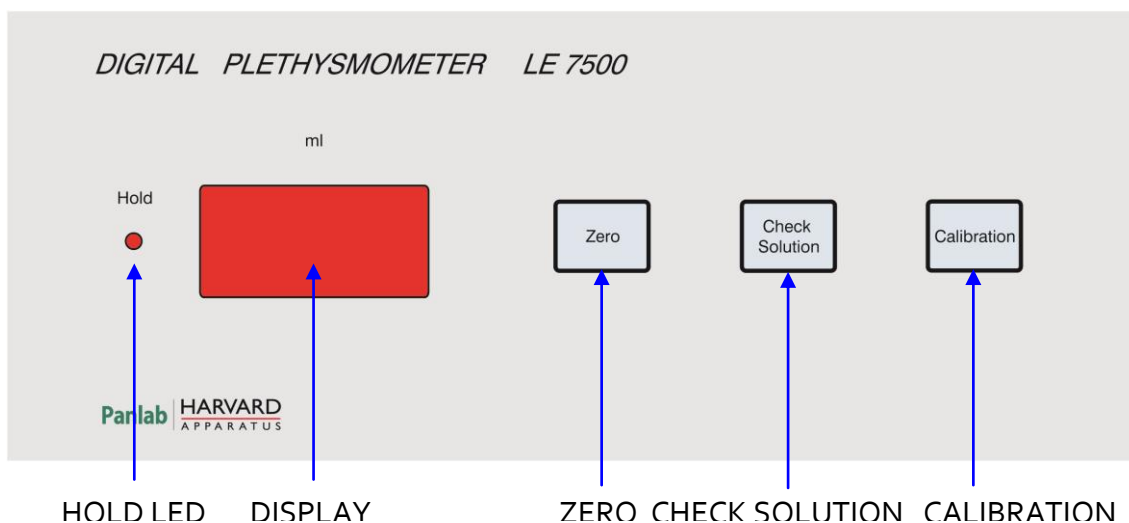 DIGITAL PLETHYSMOMETER LE 7500
ml
Hold
Zero
Check
Solution
Calibration
Panlab
HARVARD
APPARATUS
HOLD LED DISPLAY ZERO CHECK SOLUTION CALIBRATION